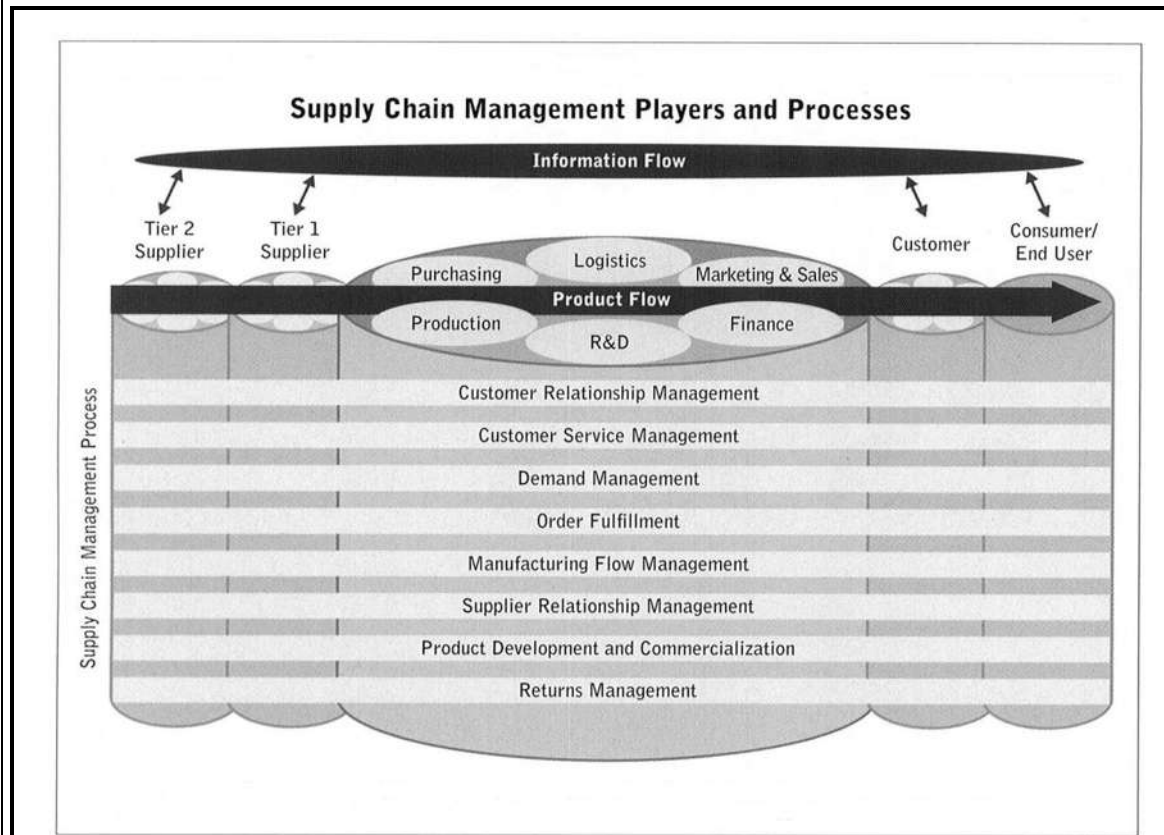 Supply Chain Management Players and Processes
Information Flow
Tier 2
Supplier
Tier 1
Supplier
Customer
Consumer/
End User
Purchasing
Logistics
Marketing & Sales
Product Flow
Production
R&D
Finance
Supply Chain Management Process
Customer Relationship Management
Customer Service Management
Demand Management
Order Fulfillment
Manufacturing Flow Management
Supplier Relationship Management
Product Development and Commercialization
Returns Management